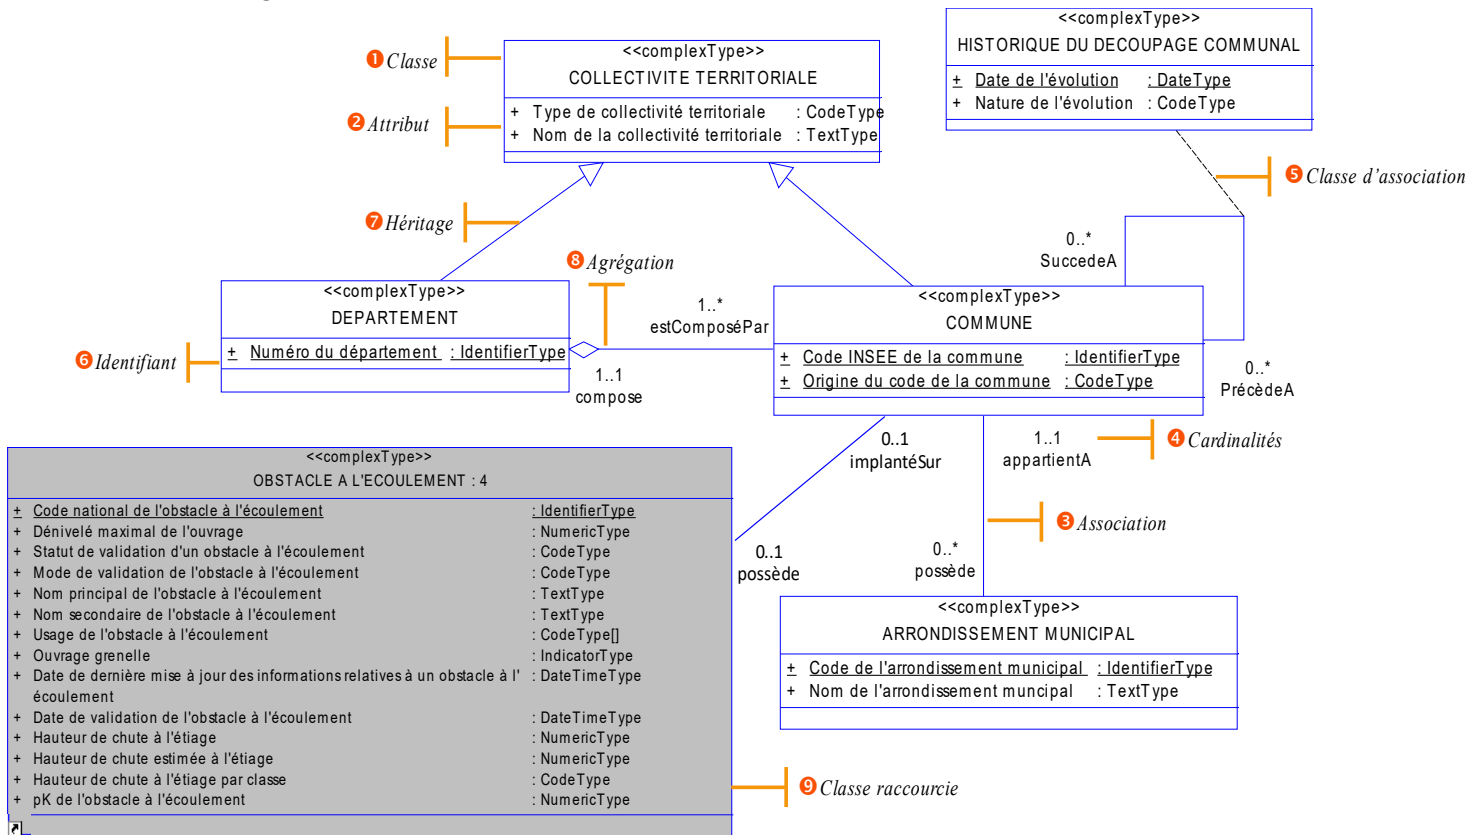 <<complexType>>
COLLECTIVITE TERRITORIALE
+ Type de collectivité territoriale : CodeType
+ Nom de la collectivité territoriale : TextType
<<complexType>>
HISTORIQUE DU DECOUPAGE COMMUNAL
+ Date de l'évolution : DateType
+ Nature de l'évolution : CodeType
1 Classe
2 Attribut
5 Classe d'association
7 Héritage
8 Agrégation
0..*
SuccedeA
<<complexType>>
DEPARTEMENT
+ Numéro du département : IdentifierType
6 Identifiant
1..*
estComposéPar
1..1
compose
<<complexType>>
COMMUNE
+ Code INSEE de la commune : IdentifierType
+ Origine du code de la commune : CodeType
0..*
PrécèdeA
0..1
implantéSur
1..1
appartientA
4 Cardinalités
3 Association
0..1
possède
0..*
possède
<<complexType>>
OBSTACLE A L'ECOULEMENT : 4
+ Code national de l'obstacle à l'écoulement : IdentifierType
+ Dénivelé maximal de l'ouvrage : NumericType
+ Statut de validation d'un obstacle à l'écoulement : CodeType
+ Mode de validation de l'obstacle à l'écoulement : CodeType
+ Nom principal de l'obstacle à l'écoulement : TextType
+ Nom secondaire de l'obstacle à l'écoulement : TextType
+ Usage de l'obstacle à l'écoulement : CodeType[]
+ Ouvrage grenelle : IndicatorType
+ Date de dernière mise à jour des informations relatives à un obstacle à l' : DateTimeType
écoulement
+ Date de validation de l'obstacle à l'écoulement : DateTimeType
+ Hauteur de chute à l'étiage : NumericType
+ Hauteur de chute estimée à l'étiage : NumericType
+ Hauteur de chute à l'étiage par classe : CodeType
+ pK de l'obstacle à l'écoulement : NumericType
<<complexType>>
ARRONDISSEMENT MUNICIPAL
+ Code de l'arrondissement municipal : IdentifierType
+ Nom de l'arrondissement muncipal : TextType
9 Classe raccourcie